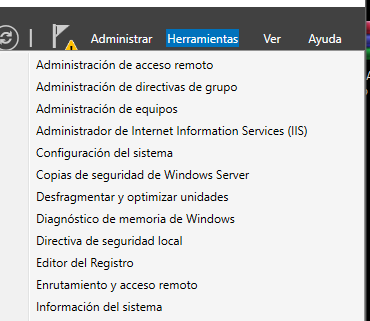 Administrar Herramientas Ver Ayuda
Administración de acceso remoto
Administración de directivas de grupo
Administración de equipos
Administrador de Internet Information Services (IIS)
Configuración del sistema
Copias de seguridad de Windows Server
Desfragmentar y optimizar unidades
Diagnóstico de memoria de Windows
Directiva de seguridad local
Editor del Registro
Enrutamiento y acceso remoto
Información del sistema